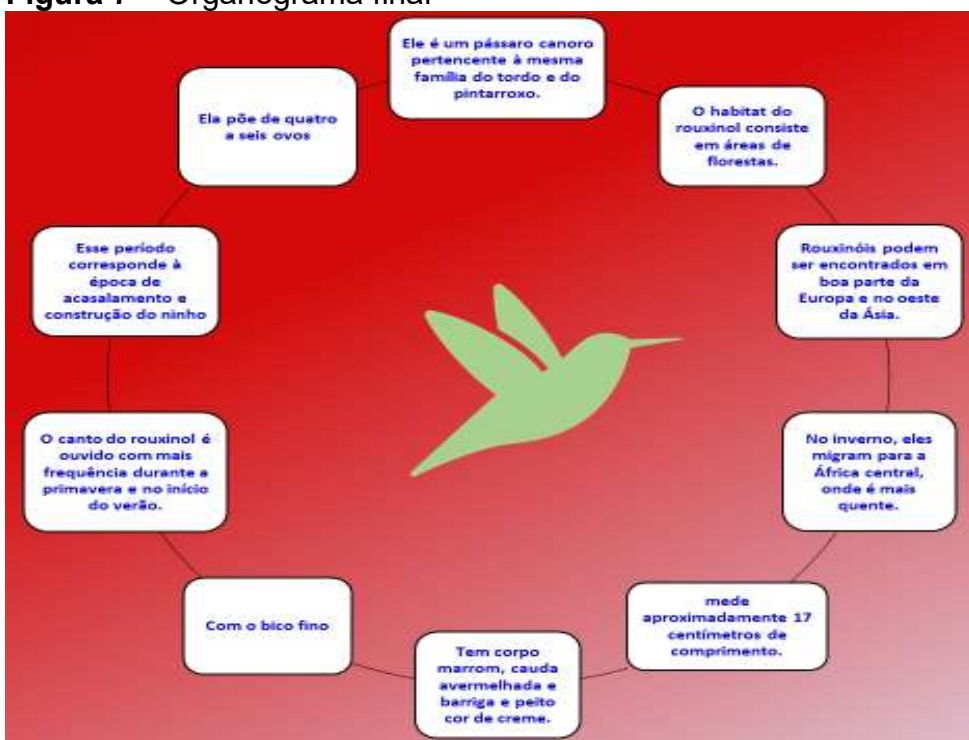 Figura 7 – Organograma final
Ele é um pássaro canoro
pertencente à mesma
família do tordo e do
pintarroxo.
O habitat do
rouxinol consiste
em áreas de
florestas.
Rouxinóis podem
ser encontrados em
boa parte da
Europa e no oeste
da Ásia.
No inverno, eles
migram para a
África central,
onde é mais
quente.
mede
aproximadamente 17
centímetros de
comprimento.
Tem corpo
marrom, cauda
avermelhada e
barriga e peito
cor de creme.
Com o bico fino
O canto do rouxinol é
ouvido com mais
frequência durante a
primavera e no início
do verão.
Esse período
corresponde à
época de
acasalamento e
construção do ninho
Ela põe de quatro
a seis ovos